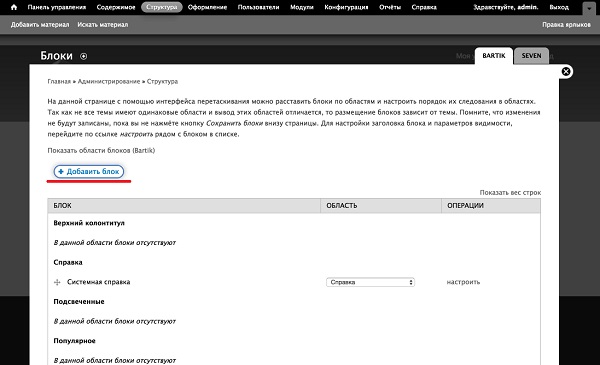 Панель управления Содержимое Структура Оформление Пользователи Модули Конфигурация Отчёты Справка Здравствуйте, admin. Выход
Добавить материал Искать материал Правка ярлыков
Блоки BARTIK SEVEN
Главная » Администрирование » Структура
На данной странице с помощью интерфейса перетаскивания можно расставить блоки по областям и настроить порядок их следования в областях.
Так как не все темы имеют одинаковые области и вывод этих областей отличается, то размещение блоков зависит от темы. Помните, что изменения
не будут записаны, пока вы не нажмёте кнопку Сохранить блоки внизу страницы. Для настройки заголовка блока и параметров видимости,
перейдите по ссылке настроить рядом с блоком в списке.
Показать области блоков (Bartik)
+ Добавить блок
Показать вес строк
БЛОК ОБЛАСТЬ ОПЕРАЦИИ
Верхний колонтитул
В данной области блоки отсутствуют
Справка
Системная справка Справка настроить
Подсвеченные
В данной области блоки отсутствуют
Популярное
В данной области блоки отсутствуют